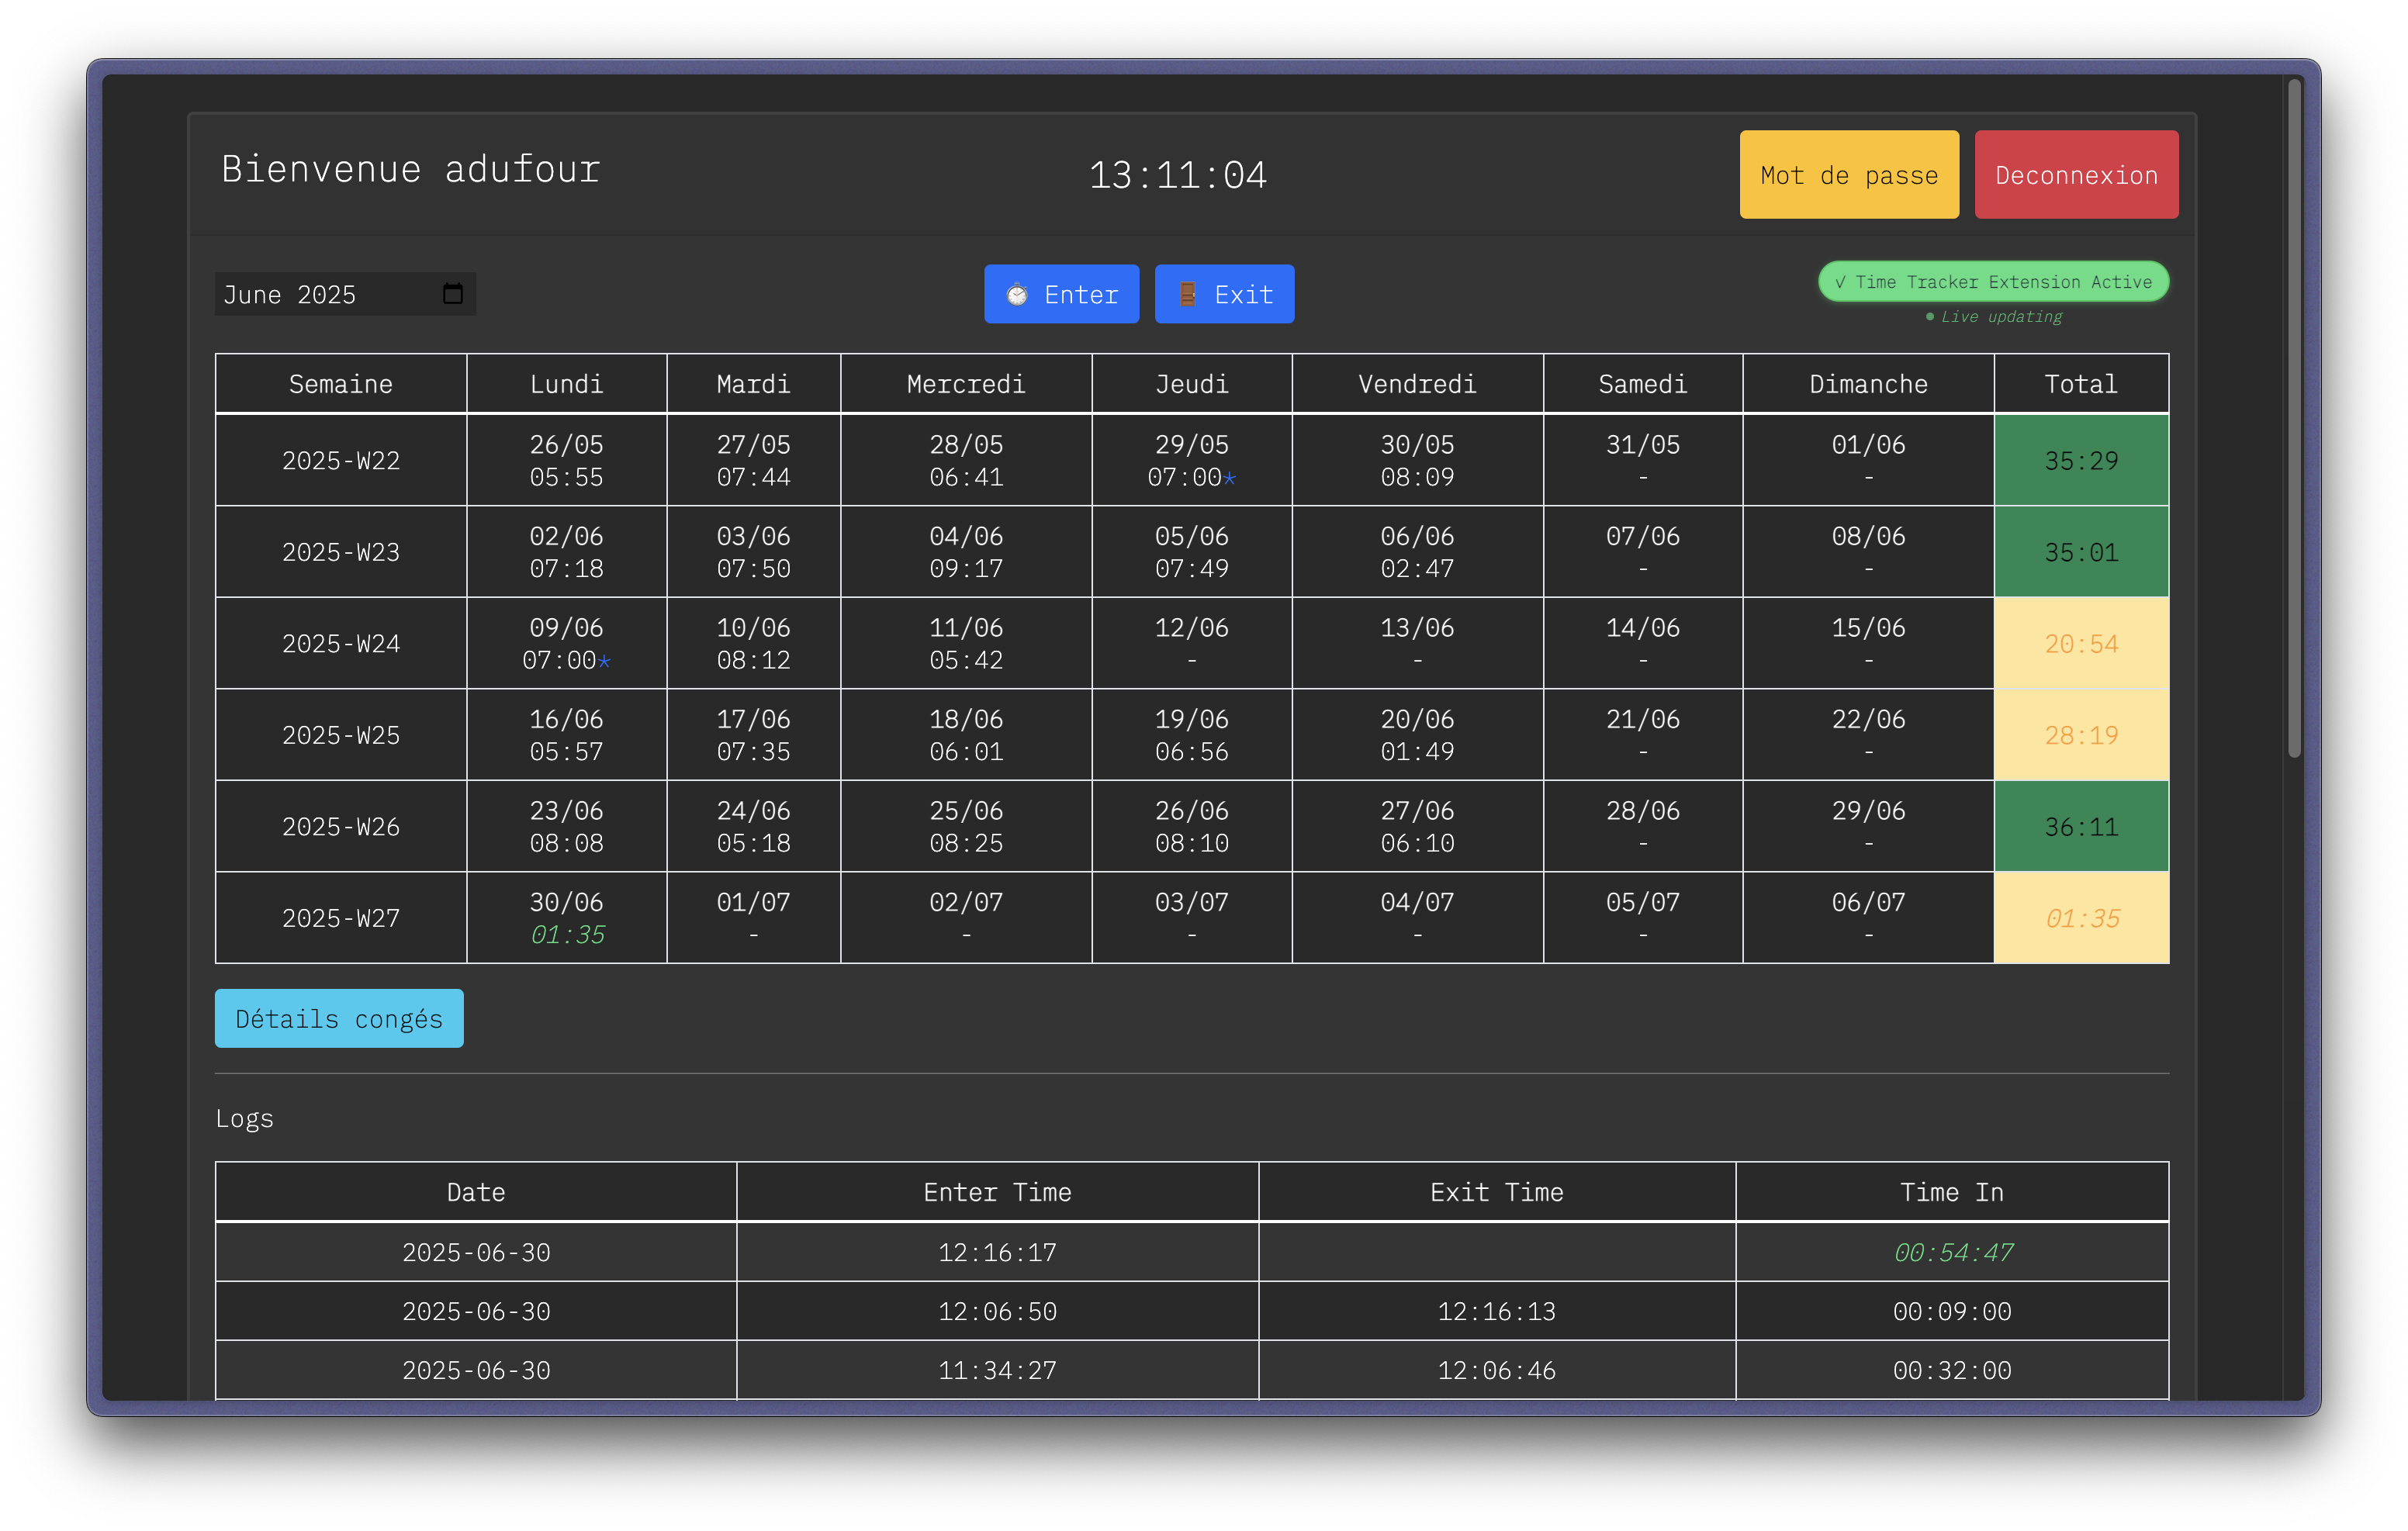 Bienvenue adufour
13:11:04
Mot de passe
Deconnexion
June 2025
Enter
Exit
✓ Time Tracker Extension Active
● Live updating
Semaine Lundi Mardi Mercredi Jeudi Vendredi Samedi Dimanche Total
2025-W22 26/05 05:55 27/05 07:44 28/05 06:41 29/05 07:00* 30/05 08:09 31/05 - 01/06 - 35:29
2025-W23 02/06 07:18 03/06 07:50 04/06 09:17 05/06 07:49 06/06 02:47 07/06 - 08/06 - 35:01
2025-W24 09/06 07:00* 10/06 08:12 11/06 05:42 12/06 - 13/06 - 14/06 - 15/06 - 20:54
2025-W25 16/06 05:57 17/06 07:35 18/06 06:01 19/06 06:56 20/06 01:49 21/06 - 22/06 - 28:19
2025-W26 23/06 08:08 24/06 05:18 25/06 08:25 26/06 08:10 27/06 06:10 28/06 - 29/06 - 36:11
2025-W27 30/06 01:35 01/07 - 02/07 - 03/07 - 04/07 - 05/07 - 06/07 - 01:35
Détails congés
Logs
Date Enter Time Exit Time Time In
2025-06-30 12:16:17 00:54:47
2025-06-30 12:06:50 12:16:13 00:09:00
2025-06-30 11:34:27 12:06:46 00:32:00